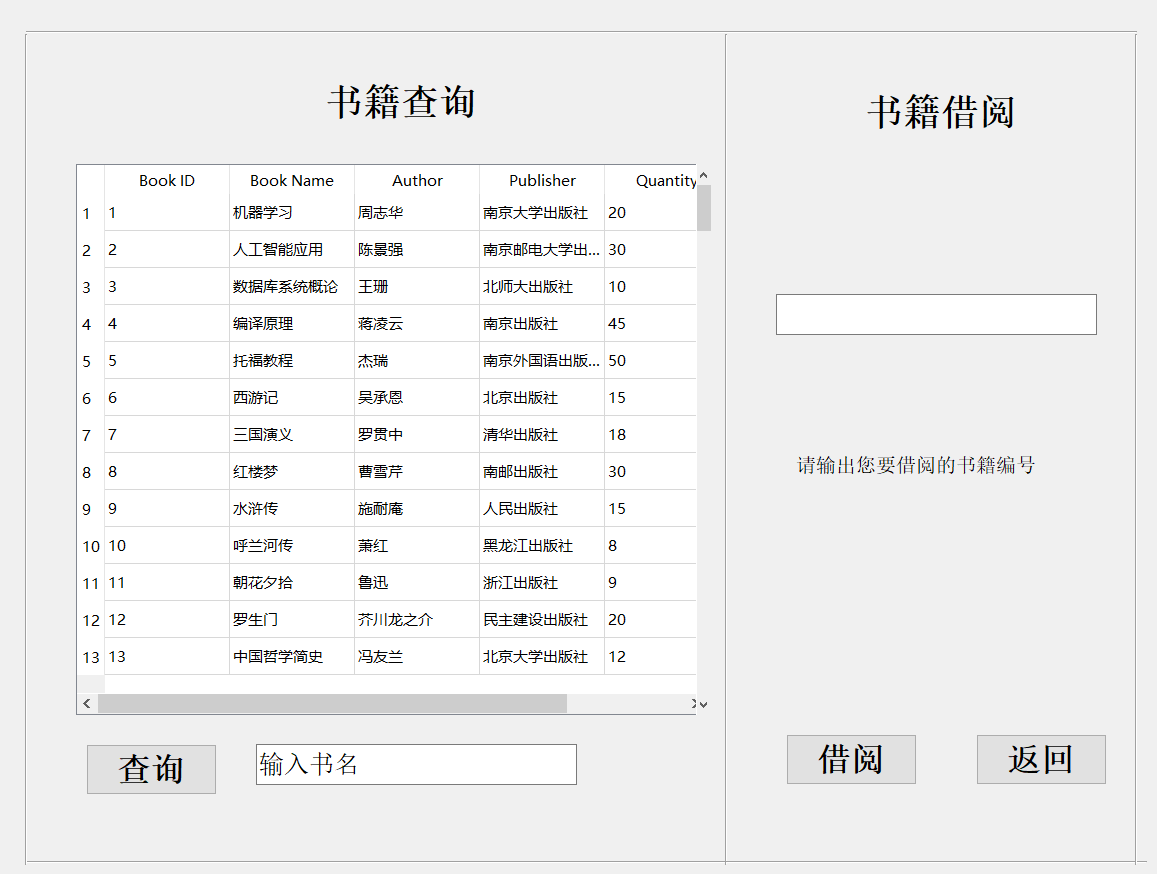 书籍查询
Book ID Book Name Author Publisher Quantity
1 1 机器学习 周志华 南京大学出版社 20
2 2 人工智能应用 陈景强 南京邮电大学出... 30
3 3 数据库系统概论 王珊 北师大出版社 10
4 4 编译原理 蒋凌云 南京出版社 45
5 5 托福教程 杰瑞 南京外国语出版... 50
6 6 西游记 吴承恩 北京出版社 15
7 7 三国演义 罗贯中 清华出版社 18
8 8 红楼梦 曹雪芹 南邮出版社 30
9 9 水浒传 施耐庵 人民出版社 15
10 10 呼兰河传 萧红 黑龙江出版社 8
11 11 朝花夕拾 鲁迅 浙江出版社 9
12 12 罗生门 芥川龙之介 民主建设出版社 20
13 13 中国哲学简史 冯友兰 北京大学出版社 12
查询 输入书名
书籍借阅
请输出您要借阅的书籍编号
借阅 返回